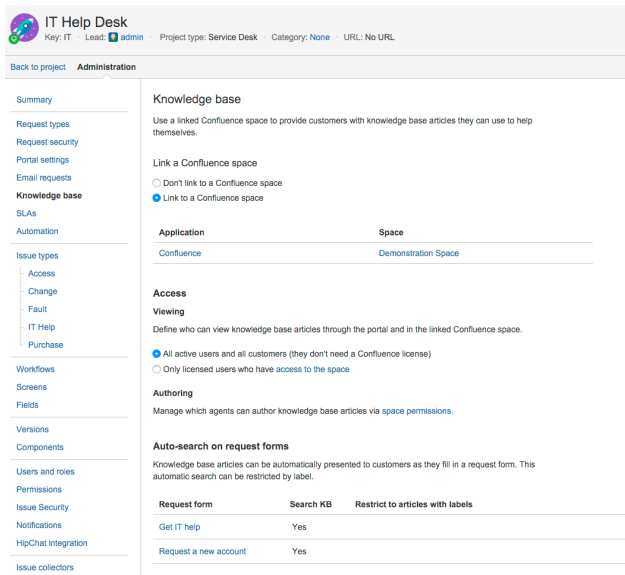 IT Help Desk
Key: IT · Lead: admin · Project type: Service Desk · Category: None · URL: No URL
Back to project Administration
Summary
Request types
Request security
Portal settings
Email requests
Knowledge base
SLAs
Automation
Issue types
Access
Change
Fault
IT Help
Purchase
Workflows
Screens
Fields
Versions
Components
Users and roles
Permissions
Issue Security
Notifications
HipChat integration
Issue collectors
Knowledge base
Use a linked Confluence space to provide customers with knowledge base articles they can use to help
themselves.
Link a Confluence space
Don't link to a Confluence space
Link to a Confluence space
Application Space
Confluence Demonstration Space
Access
Viewing
Define who can view knowledge base articles through the portal and in the linked Confluence space.
All active users and all customers (they don't need a Confluence license)
Only licensed users who have access to the space
Authoring
Manage which agents can author knowledge base articles via space permissions.
Auto-search on request forms
Knowledge base articles can be automatically presented to customers as they fill in a request form. This
automatic search can be restricted by label.
Request form Search KB Restrict to articles with labels
Get IT help Yes
Request a new account Yes